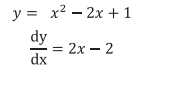 y = x² − 2x + 1
dy/dx = 2x − 2